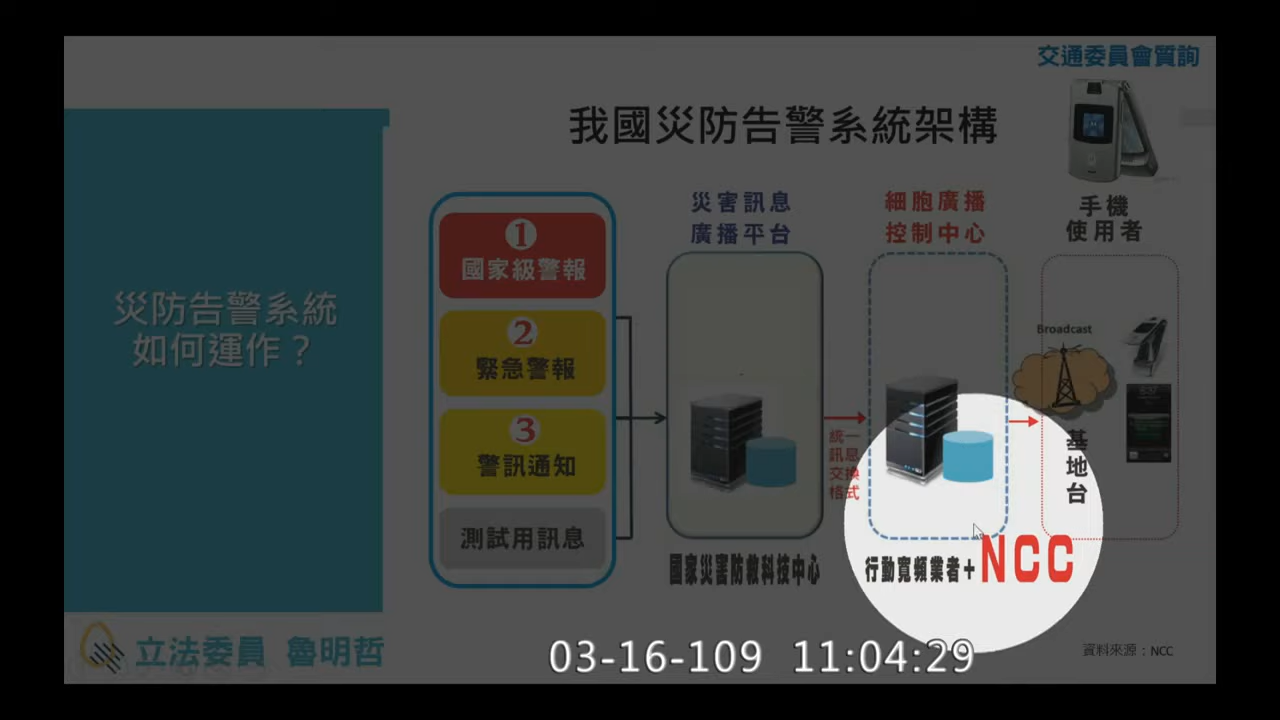 交通委員會質詢
我國災防告警系統架構
災防告警系統
如何運作？
1
國家級警報
2
緊急警報
3
警訊通知
測試用訊息
災害訊息
廣播平台
國家災害防救科技中心
統一
訊息
交換
格式
細胞廣播
控制中心
行動寬頻業者+NCC
手機
使用者
Broadcast
基
地
台
立法委員 魯明哲
03-16-109 11:04:29
資料來源：NCC